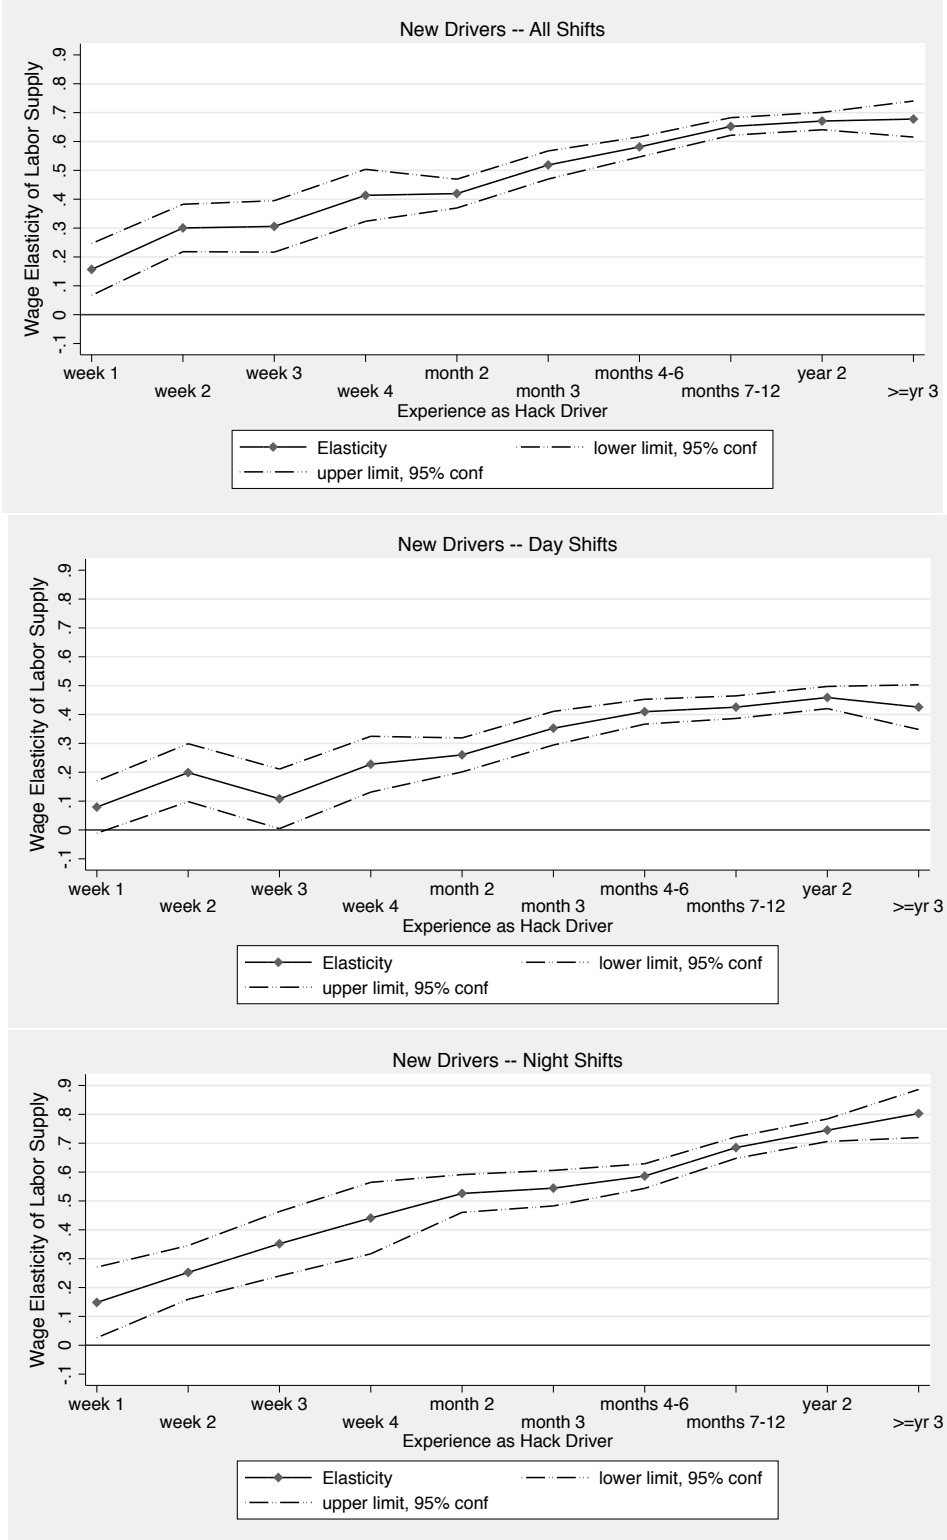 New Drivers -- All Shifts
Wage Elasticity of Labor Supply
.9
.8
.7
.6
.5
.4
.3
.2
.1
0
-.1
week 1 week 3 month 2 months 4-6 year 2
week 2 week 4 month 3 months 7-12 >=yr 3
Experience as Hack Driver
Elasticity lower limit, 95% conf
upper limit, 95% conf
New Drivers -- Day Shifts
Wage Elasticity of Labor Supply
.9
.8
.7
.6
.5
.4
.3
.2
.1
0
-.1
week 1 week 3 month 2 months 4-6 year 2
week 2 week 4 month 3 months 7-12 >=yr 3
Experience as Hack Driver
Elasticity lower limit, 95% conf
upper limit, 95% conf
New Drivers -- Night Shifts
Wage Elasticity of Labor Supply
.9
.8
.7
.6
.5
.4
.3
.2
.1
0
-.1
week 1 week 3 month 2 months 4-6 year 2
week 2 week 4 month 3 months 7-12 >=yr 3
Experience as Hack Driver
Elasticity lower limit, 95% conf
upper limit, 95% conf